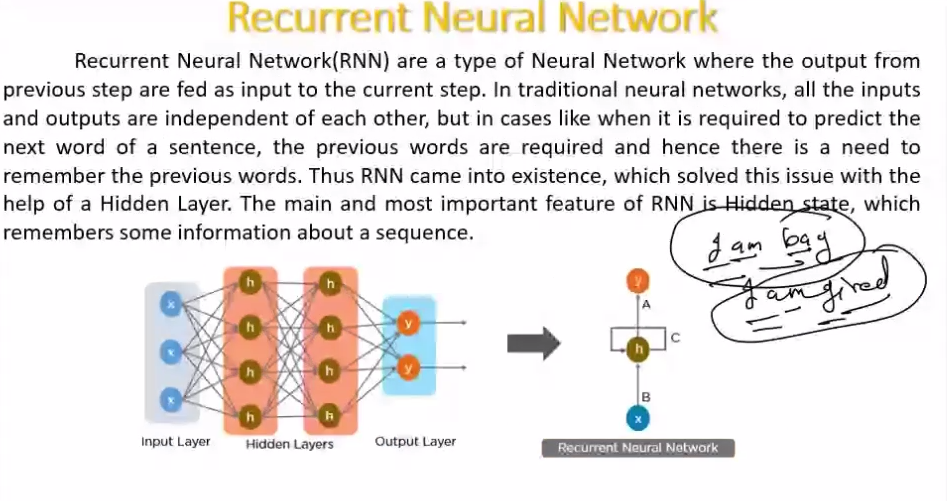 Recurrent Neural Network
Recurrent Neural Network(RNN) are a type of Neural Network where the output from
previous step are fed as input to the current step. In traditional neural networks, all the inputs
and outputs are independent of each other, but in cases like when it is required to predict the
next word of a sentence, the previous words are required and hence there is a need to
remember the previous words. Thus RNN came into existence, which solved this issue with the
help of a Hidden Layer. The main and most important feature of RNN is Hidden state, which
remembers some information about a sequence.
I am bay
I am gired
x x x
h h h h
h h h h
y y
y
A
h
C
B
x
Input Layer
Hidden Layers
Output Layer
Recurrent Neural Network